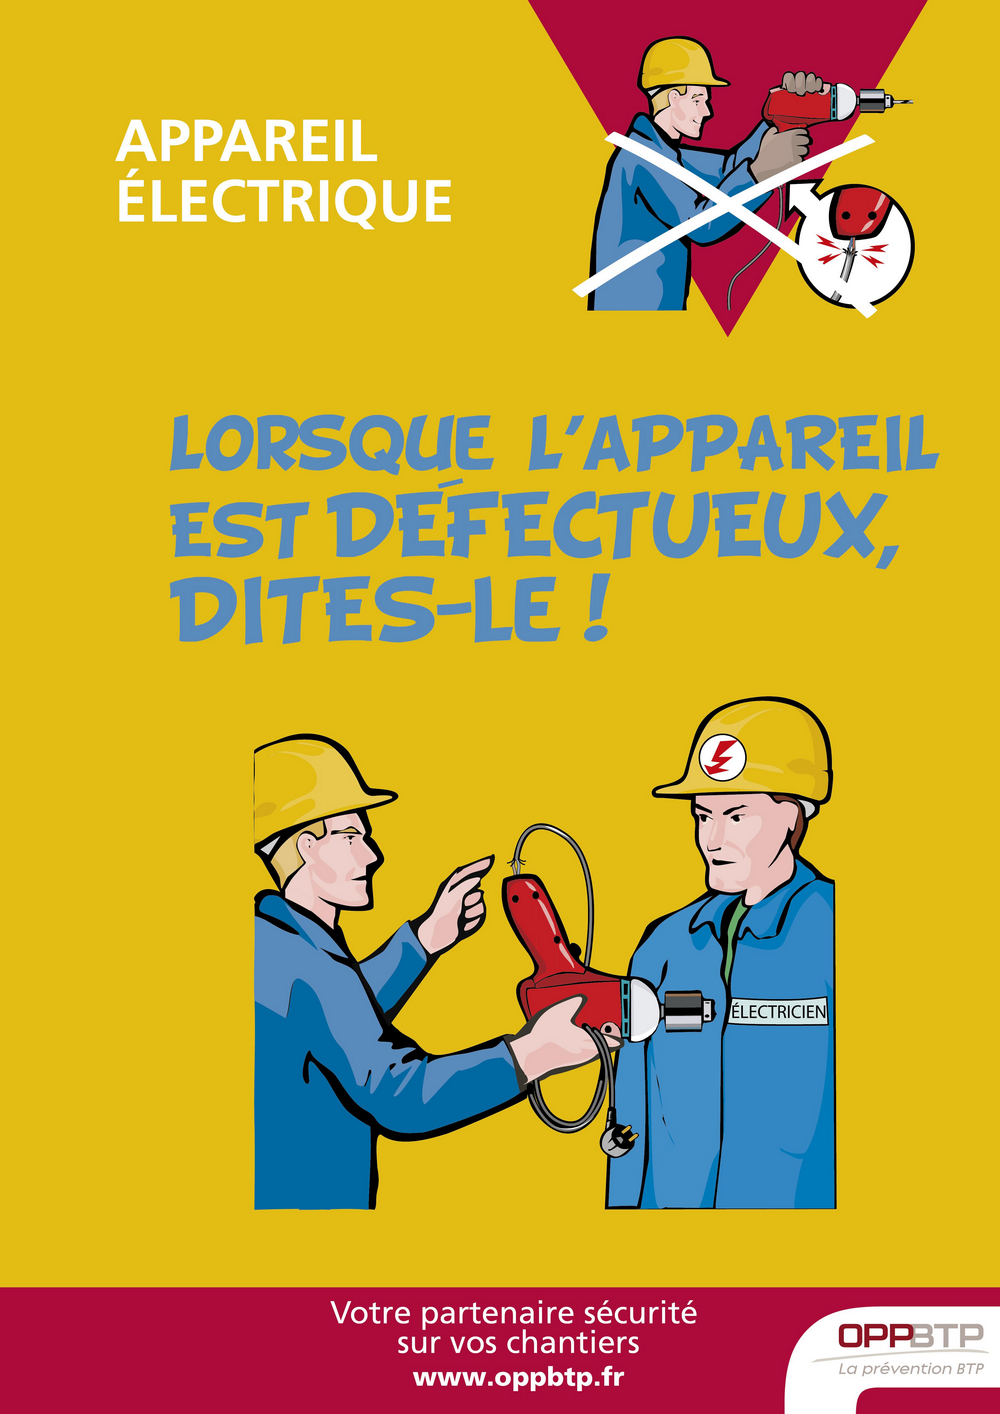 APPAREIL
ÉLECTRIQUE
LORSQUE L'APPAREIL
EST DÉFECTUEUX,
DITES-LE !
ÉLECTRICIEN
Votre partenaire sécurité
sur vos chantiers
www.oppbtp.fr
OPPBTP
La prévention BTP